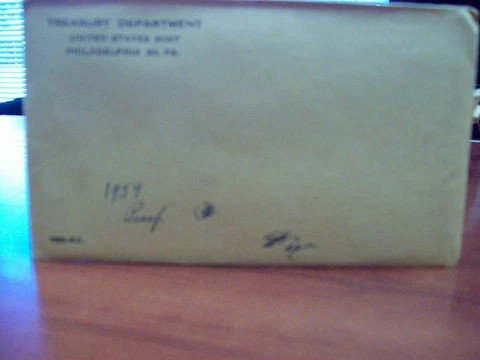 TREASURY DEPARTMENT
UNITED STATES MINT
PHILADELPHIA 30, PA.
1959
Proof